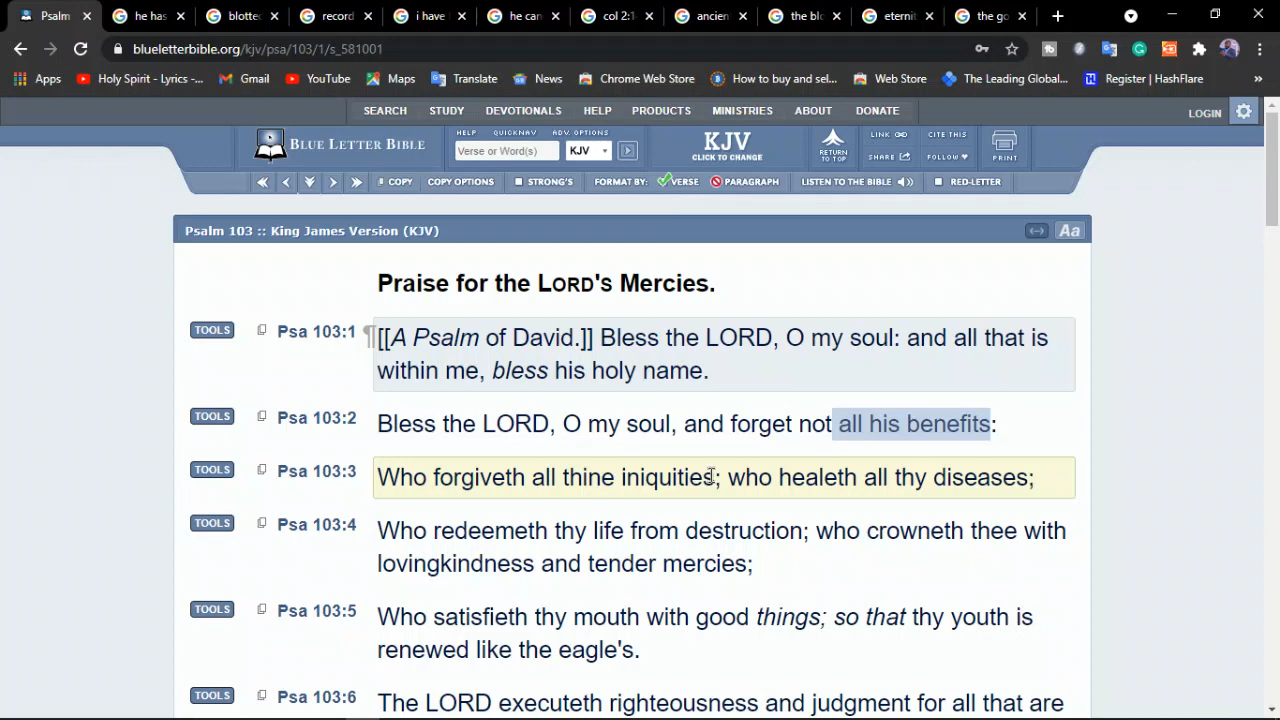 Psalm
he has
blotte
record
i have
he can
col 2:1
ancien
the blo
eternit
the go
blueletterbible.org/kjv/psa/103/1/s_581001
Apps Holy Spirit - Lyrics -... Gmail YouTube Maps Translate News Chrome Web Store How to buy and sel... Web Store The Leading Global... Register | HashFlare »
SEARCH STUDY DEVOTIONALS HELP PRODUCTS MINISTRIES ABOUT DONATE LOGIN
BLUE LETTER BIBLE
HELP QUICKNAV ADV. OPTIONS
Verse or Word(s) KJV
KJV
CLICK TO CHANGE
RETURN
TO TOP
LINK CITE THIS
SHARE FOLLOW
PRINT
COPY COPY OPTIONS STRONG'S FORMAT BY: VERSE PARAGRAPH LISTEN TO THE BIBLE RED-LETTER
Psalm 103 :: King James Version (KJV) Aa
Praise for the LORD'S Mercies.
TOOLS Psa 103:1 ¶[[A Psalm of David.]] Bless the LORD, O my soul: and all that is
within me, bless his holy name.
TOOLS Psa 103:2 Bless the LORD, O my soul, and forget not all his benefits:
TOOLS Psa 103:3 Who forgiveth all thine iniquities; who healeth all thy diseases;
TOOLS Psa 103:4 Who redeemeth thy life from destruction; who crowneth thee with
lovingkindness and tender mercies;
TOOLS Psa 103:5 Who satisfieth thy mouth with good things; so that thy youth is
renewed like the eagle's.
TOOLS Psa 103:6 The LORD executeth righteousness and judgment for all that are